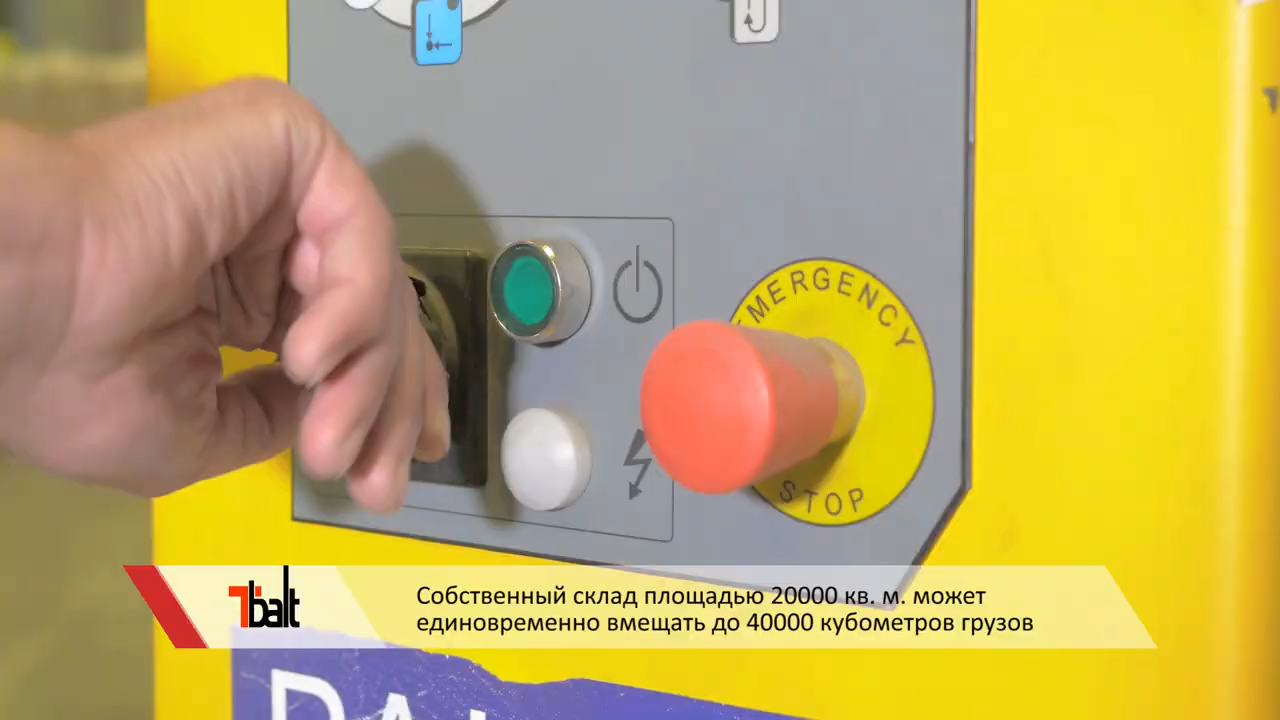 EMERGENCY
STOP
Tbalt
Собственный склад площадью 20000 кв. м. может
единовременно вмещать до 40000 кубометров грузов